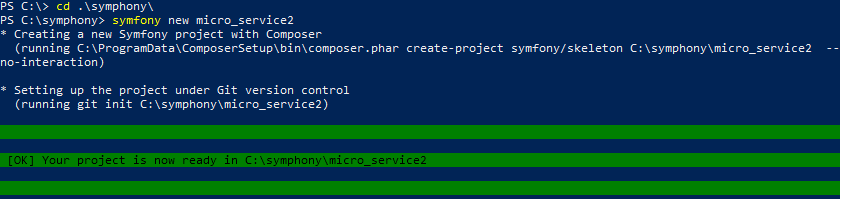 PS C:\> cd .\symphony\
PS C:\symphony> symfony new micro_service2
* Creating a new Symfony project with Composer
  (running C:\ProgramData\ComposerSetup\bin\composer.phar create-project symfony/skeleton C:\symphony\micro_service2  --
no-interaction)
* Setting up the project under Git version control
  (running git init C:\symphony\micro_service2)
[OK] Your project is now ready in C:\symphony\micro_service2